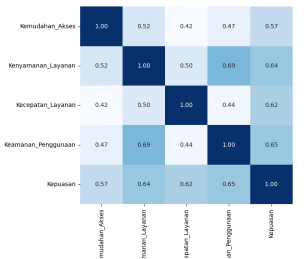 Kemudahan_Akses 1.00 0.52 0.42 0.47 0.57
Kenyamanan_Layanan 0.52 1.00 0.50 0.69 0.64
Kecepatan_Layanan 0.42 0.50 1.00 0.44 0.62
Keamanan_Penggunaan 0.47 0.69 0.44 1.00 0.65
Kepuasan 0.57 0.64 0.62 0.65 1.00
mudahan_Akses
manan_Layanan
patan_Layanan
an_Penggunaan
Kepuasan